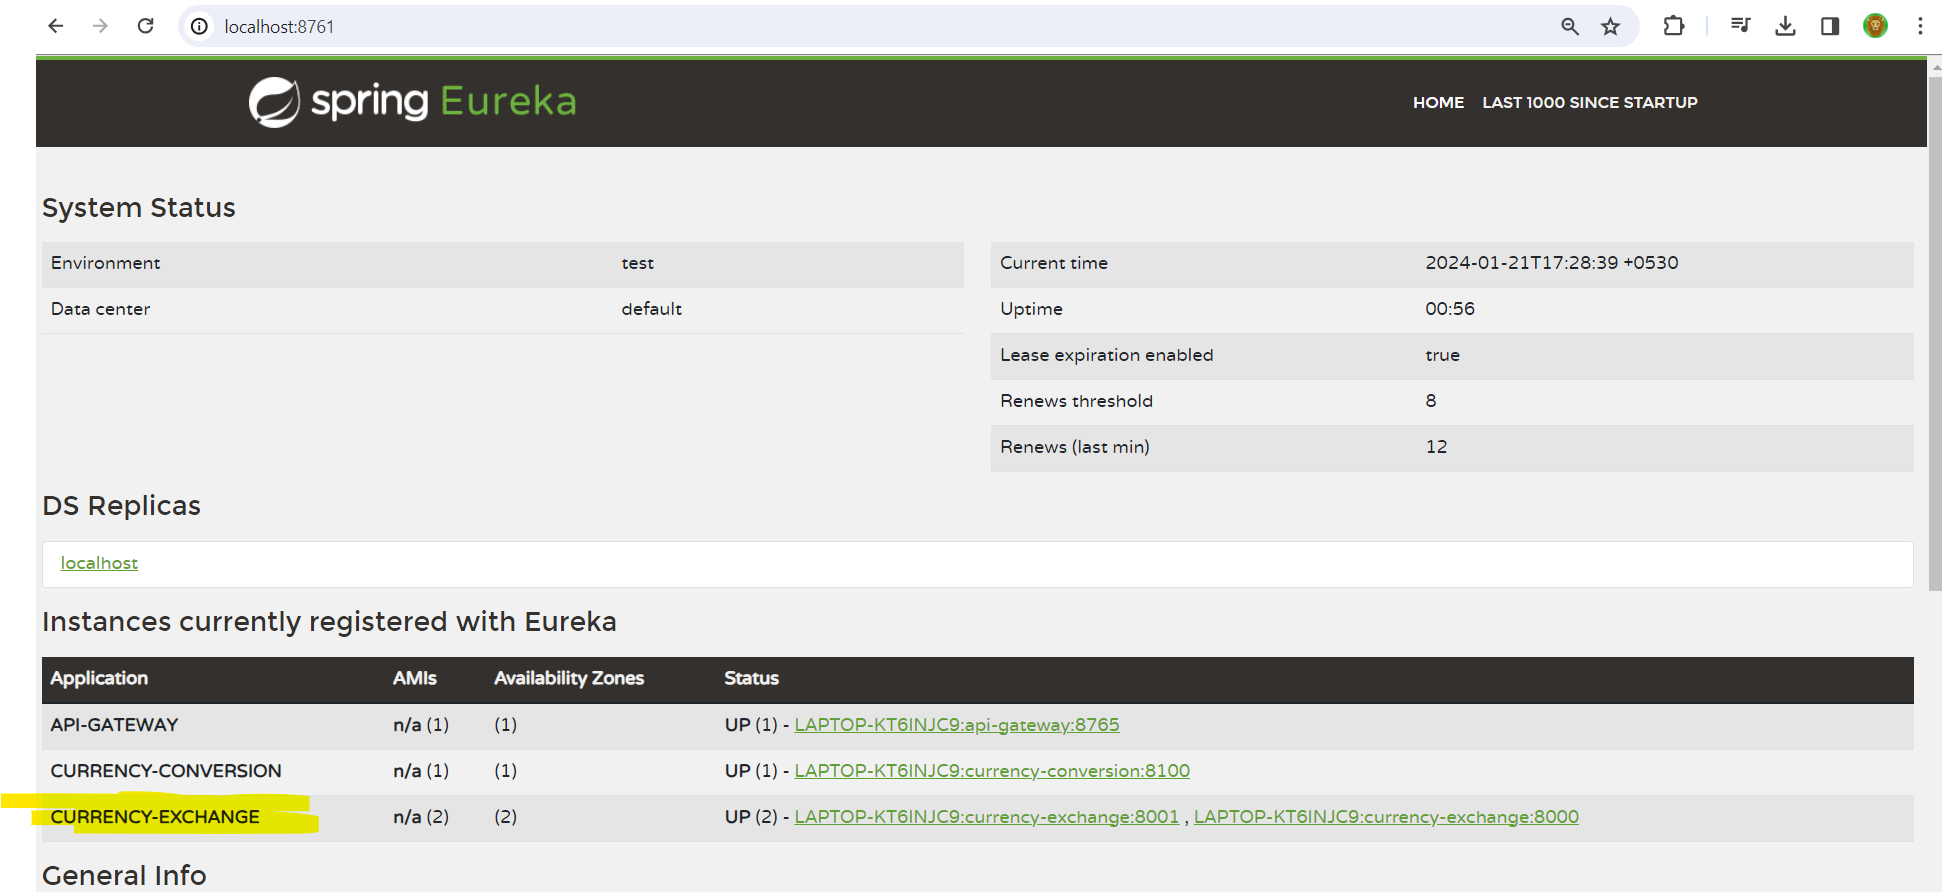 localhost:8761
spring Eureka
HOME LAST 1000 SINCE STARTUP
System Status
Environment test
Data center default
Current time 2024-01-21T17:28:39 +0530
Uptime 00:56
Lease expiration enabled true
Renews threshold 8
Renews (last min) 12
DS Replicas
localhost
Instances currently registered with Eureka
Application AMIs Availability Zones Status
API-GATEWAY n/a (1) (1) UP (1) - LAPTOP-KT6INJC9:api-gateway:8765
CURRENCY-CONVERSION n/a (1) (1) UP (1) - LAPTOP-KT6INJC9:currency-conversion:8100
CURRENCY-EXCHANGE n/a (2) (2) UP (2) - LAPTOP-KT6INJC9:currency-exchange:8001 , LAPTOP-KT6INJC9:currency-exchange:8000
General Info